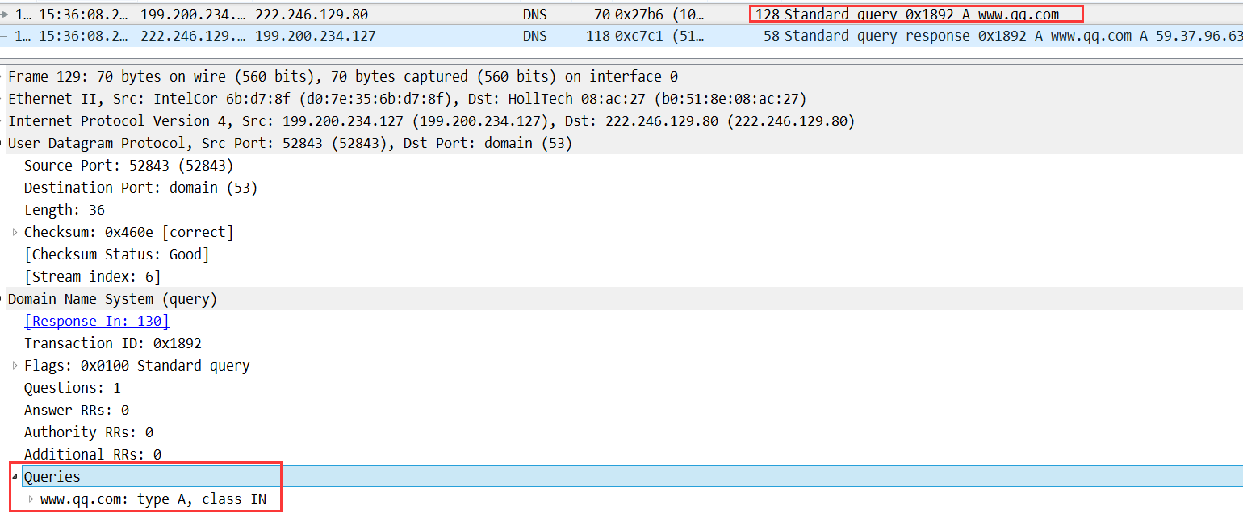 1… 15:36:08.2… 199.200.234.… 222.246.129.80 DNS 70 0x27b6 (10… 128 Standard query 0x1892 A www.qq.com
1… 15:36:08.2… 222.246.129.… 199.200.234.127 DNS 118 0xc7c1 (51… 58 Standard query response 0x1892 A www.qq.com A 59.37.96.63
Frame 129: 70 bytes on wire (560 bits), 70 bytes captured (560 bits) on interface 0
Ethernet II, Src: IntelCor 6b:d7:8f (d0:7e:35:6b:d7:8f), Dst: HollTech 08:ac:27 (b0:51:8e:08:ac:27)
Internet Protocol Version 4, Src: 199.200.234.127 (199.200.234.127), Dst: 222.246.129.80 (222.246.129.80)
User Datagram Protocol, Src Port: 52843 (52843), Dst Port: domain (53)
Source Port: 52843 (52843)
Destination Port: domain (53)
Length: 36
Checksum: 0x460e [correct]
[Checksum Status: Good]
[Stream index: 6]
Domain Name System (query)
[Response In: 130]
Transaction ID: 0x1892
Flags: 0x0100 Standard query
Questions: 1
Answer RRs: 0
Authority RRs: 0
Additional RRs: 0
Queries
www.qq.com: type A, class IN